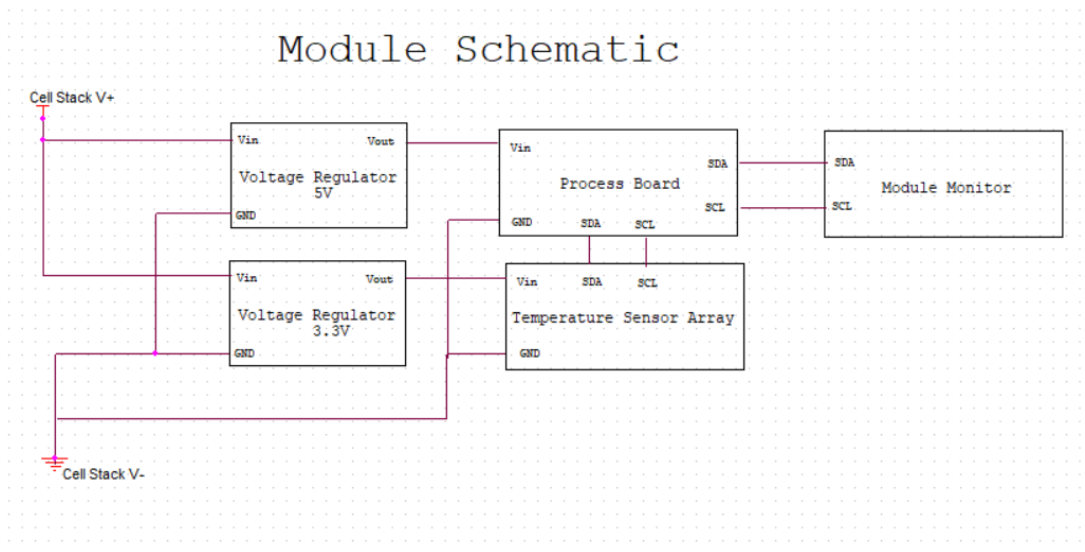 Module Schematic
Cell Stack V+
Vin
Vout
Voltage Regulator
5V
GND
Vin
Process Board
SDA
SCL
GND
SDA
SCL
SDA
Module Monitor
SCL
Vin
Vout
Voltage Regulator
3.3V
GND
Vin
SDA
SCL
Temperature Sensor Array
GND
Cell Stack V-